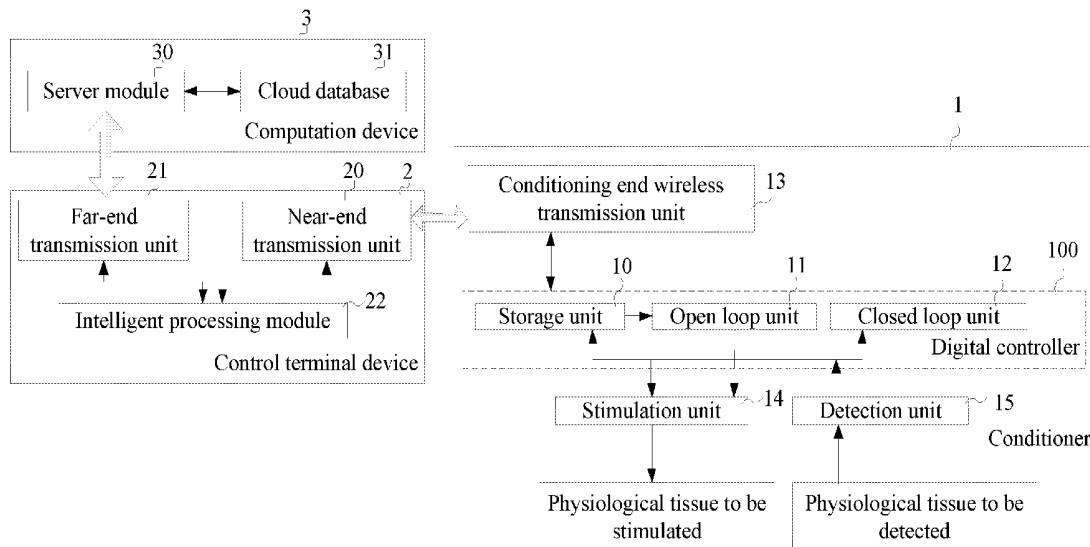 3
30
31
Server module
Cloud database
Computation device
1
21
20
2
Far-end
transmission unit
Near-end
transmission unit
Conditioning end wireless
transmission unit
13
22
Intelligent processing module
Control terminal device
10
11
12
100
Storage unit
Open loop unit
Closed loop unit
Digital controller
Stimulation unit
14
Detection unit
15
Conditioner
Physiological tissue to be
stimulated
Physiological tissue to be
detected